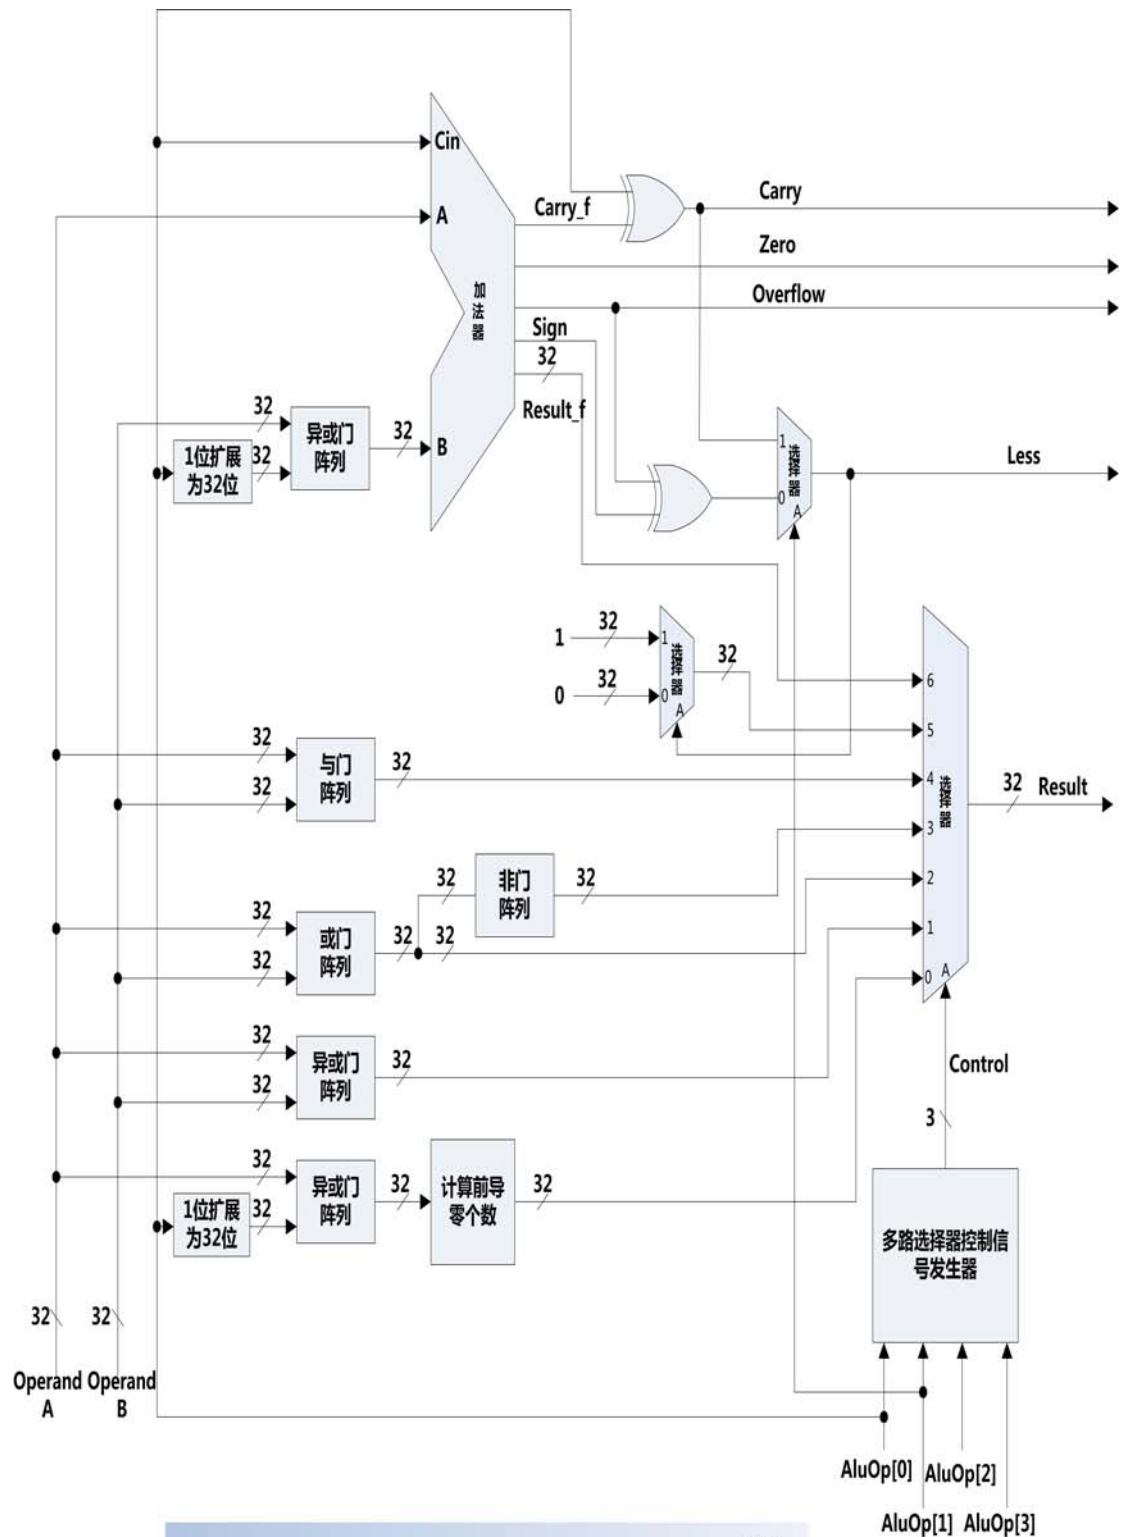 Cin
Carry_f
Carry
A
Zero
加法器
Overflow
Sign
32
Result_f
32
异或门
阵列
32
B
1位扩展
为32位
32
1
选择器
0
A
Less
1
32
1
选择器
32
0
32
0
A
6
5
32
与门
阵列
32
32
4
选择器
32
Result
3
32
非门
阵列
32
2
32
或门
阵列
32
32
32
1
0
A
32
异或门
阵列
32
32
Control
3
32
异或门
阵列
32
计算前导
零个数
32
1位扩展
为32位
32
多路选择器控制信
号发生器
32
32
Operand
A
Operand
B
AluOp[0]
AluOp[2]
AluOp[1]
AluOp[3]